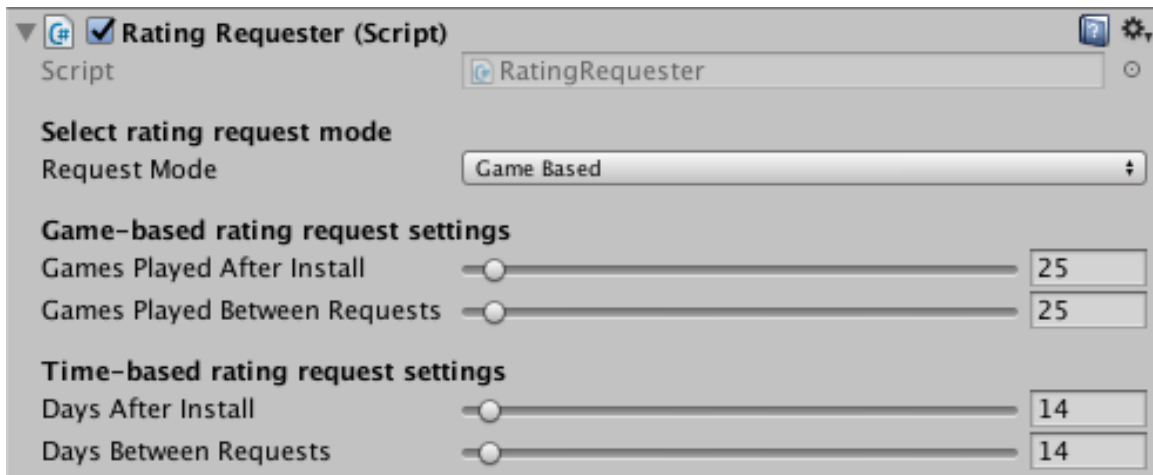 Rating Requester (Script)
Script RatingRequester
Select rating request mode
Request Mode Game Based
Game-based rating request settings
Games Played After Install 25
Games Played Between Requests 25
Time-based rating request settings
Days After Install 14
Days Between Requests 14